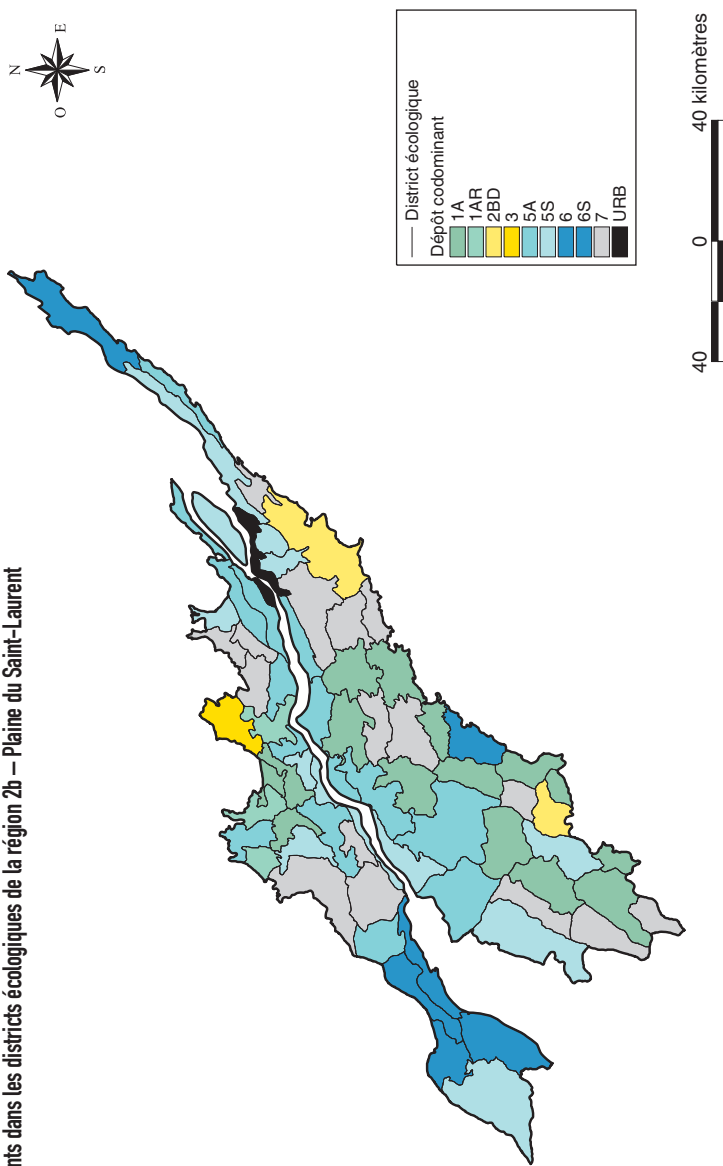 nts dans les districts écologiques de la région 2b – Plaine du Saint-Laurent
N
O
E
S
District écologique
Dépôt codominant
1A
1AR
2BD
3
5A
5S
6
6S
7
URB
40 0 40 kilomètres